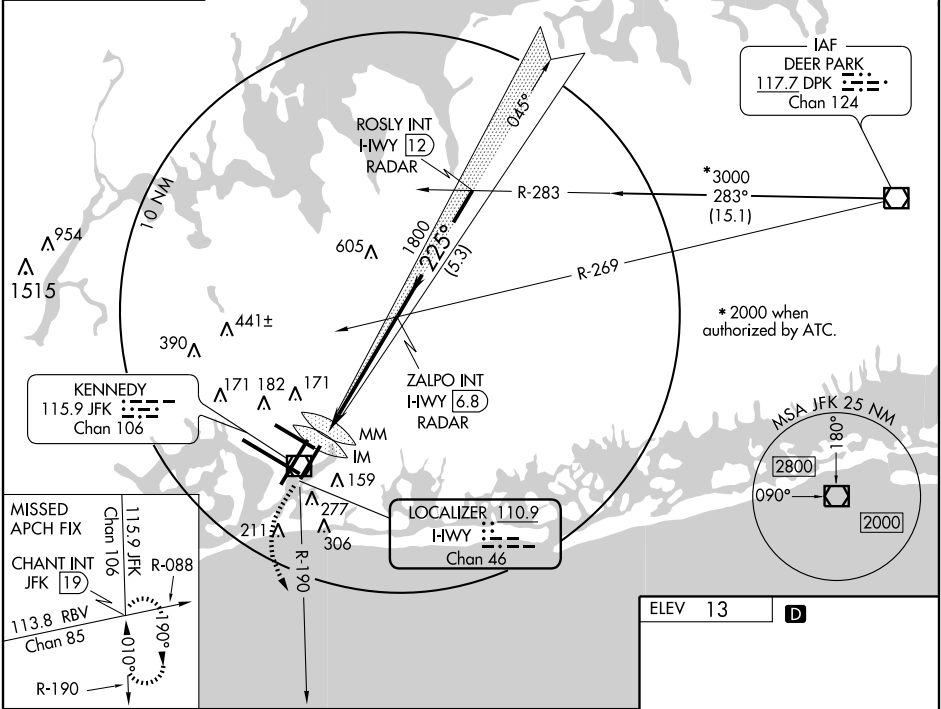 IAF
DEER PARK
117.7 DPK
Chan 124
ROSLY INT
I-IWY 12
RADAR
045°
R-283
*3000
283°
(15.1)
10 NM
1800
225°
(5.3)
605
954
1515
R-269
* 2000 when
authorized by ATC.
441±
390
171
182
171
KENNEDY
115.9 JFK
Chan 106
ZALPO INT
I-IWY 6.8
RADAR
MM
IM
159
277
211
306
R-190
LOCALIZER 110.9
I-IWY
Chan 46
MSA JFK 25 NM
180°
2800
090°
2000
MISSED
APCH FIX
115.9 JFK
Chan 106
CHANT INT
JFK 19
R-088
113.8 RBV
Chan 85
190°
010°
R-190
ELEV 13
D